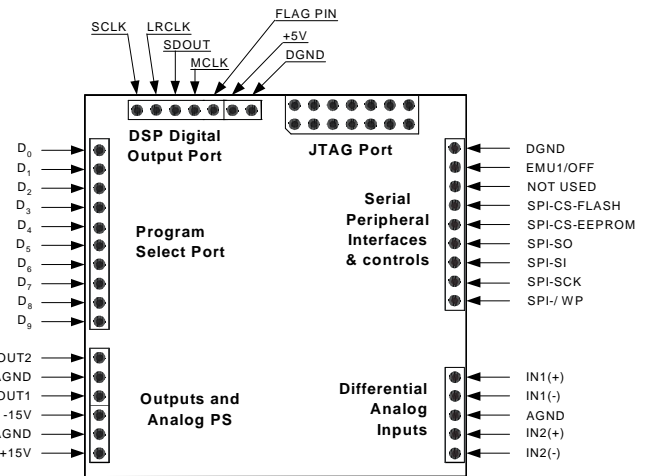 FLAG PIN
SCLK
LRCLK
+5V
SDOUT
DGND
MCLK
DSP Digital
Output Port
JTAG Port
D0
D1
D2
D3
D4
D5
D6
D7
D8
D9
Program
Select Port
Serial
Peripheral
Interfaces
& controls
DGND
EMU1/OFF
NOT USED
SPI-CS-FLASH
SPI-CS-EEPROM
SPI-SO
SPI-SI
SPI-SCK
SPI-/ WP
OUT2
AGND
OUT1
-15V
AGND
+15V
Outputs and
Analog PS
Differential
Analog
Inputs
IN1(+)
IN1(-)
AGND
IN2(+)
IN2(-)